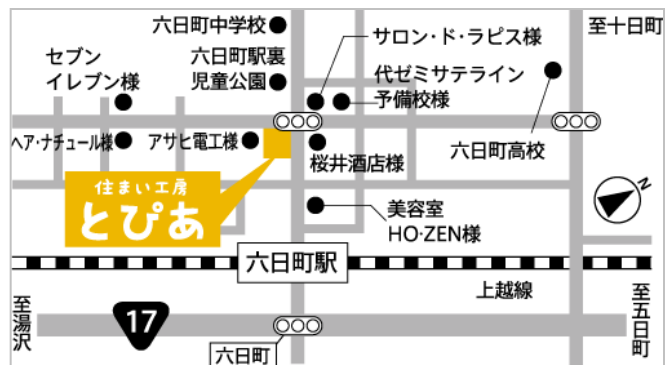 六日町中学校
サロン・ド・ラピス様
至十日町
セブン
イレブン様
六日町駅裏
児童公園
代ゼミサテライン
予備校様
ヘア・ナチュール様
アサヒ電工様
桜井酒店様
六日町高校
住まい工房
とぴあ
美容室
HO・ZEN様
N
六日町駅
上越線
至湯沢
17
六日町
至五日町